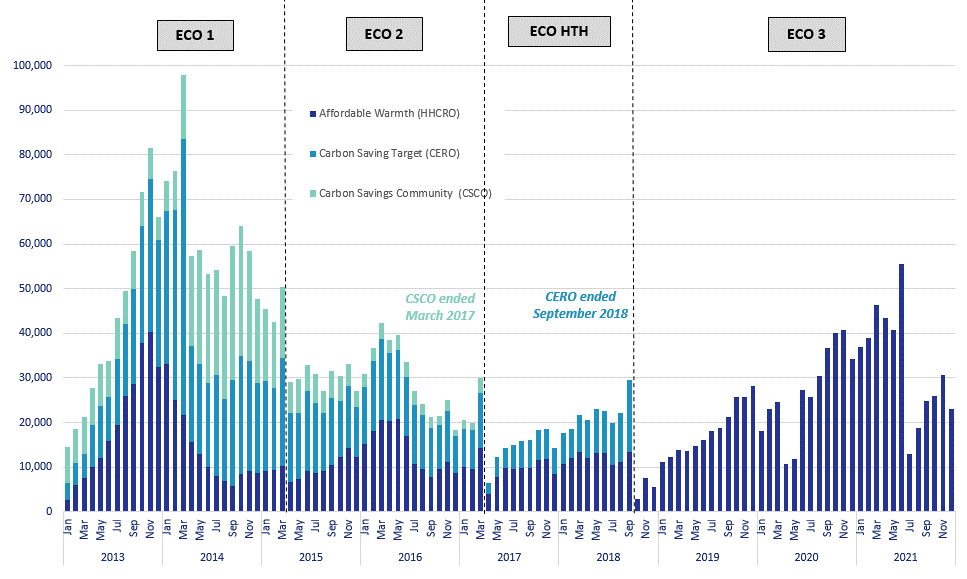 ECO 1
ECO 2
ECO HTH
ECO 3
100,000
90,000
80,000
70,000
60,000
50,000
40,000
30,000
20,000
10,000
0
Affordable Warmth (HHCRO)
Carbon Saving Target (CERO)
Carbon Savings Community (CSCO)
CSCO ended
March 2017
CERO ended
September 2018
Jan Mar May Jul Sep Nov Jan Mar May Jul Sep Nov Jan Mar May Jul Sep Nov Jan Mar May Jul Sep Nov Jan Mar May Jul Sep Nov Jan Mar May Jul Sep Nov Jan Mar May Jul Sep Nov Jan Mar May Jul Sep Nov Jan Mar May Jul Sep Nov
2013 2014 2015 2016 2017 2018 2019 2020 2021